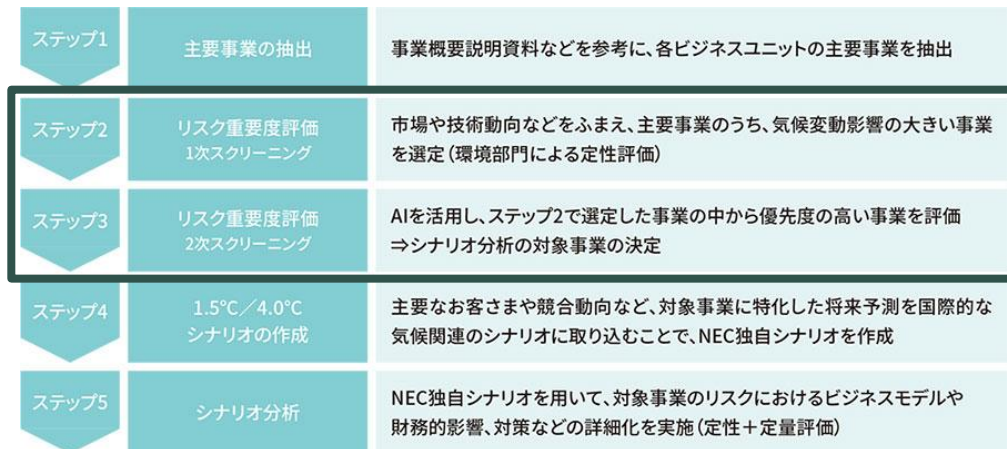 ステップ1
主要事業の抽出
事業概要説明資料などを参考に、各ビジネスユニットの主要事業を抽出
ステップ2
リスク重要度評価
1次スクリーニング
市場や技術動向などをふまえ、主要事業のうち、気候変動影響の大きい事業
を選定(環境部門による定性評価)
ステップ3
リスク重要度評価
2次スクリーニング
AIを活用し、ステップ2で選定した事業の中から優先度の高い事業を評価
⇒シナリオ分析の対象事業の決定
ステップ4
1.5℃/4.0℃
シナリオの作成
主要なお客さまや競合動向など、対象事業に特化した将来予測を国際的な
気候関連のシナリオに取り込むことで、NEC独自シナリオを作成
ステップ5
シナリオ分析
NEC独自シナリオを用いて、対象事業のリスクにおけるビジネスモデルや
財務的影響、対策などの詳細化を実施(定性+定量評価)